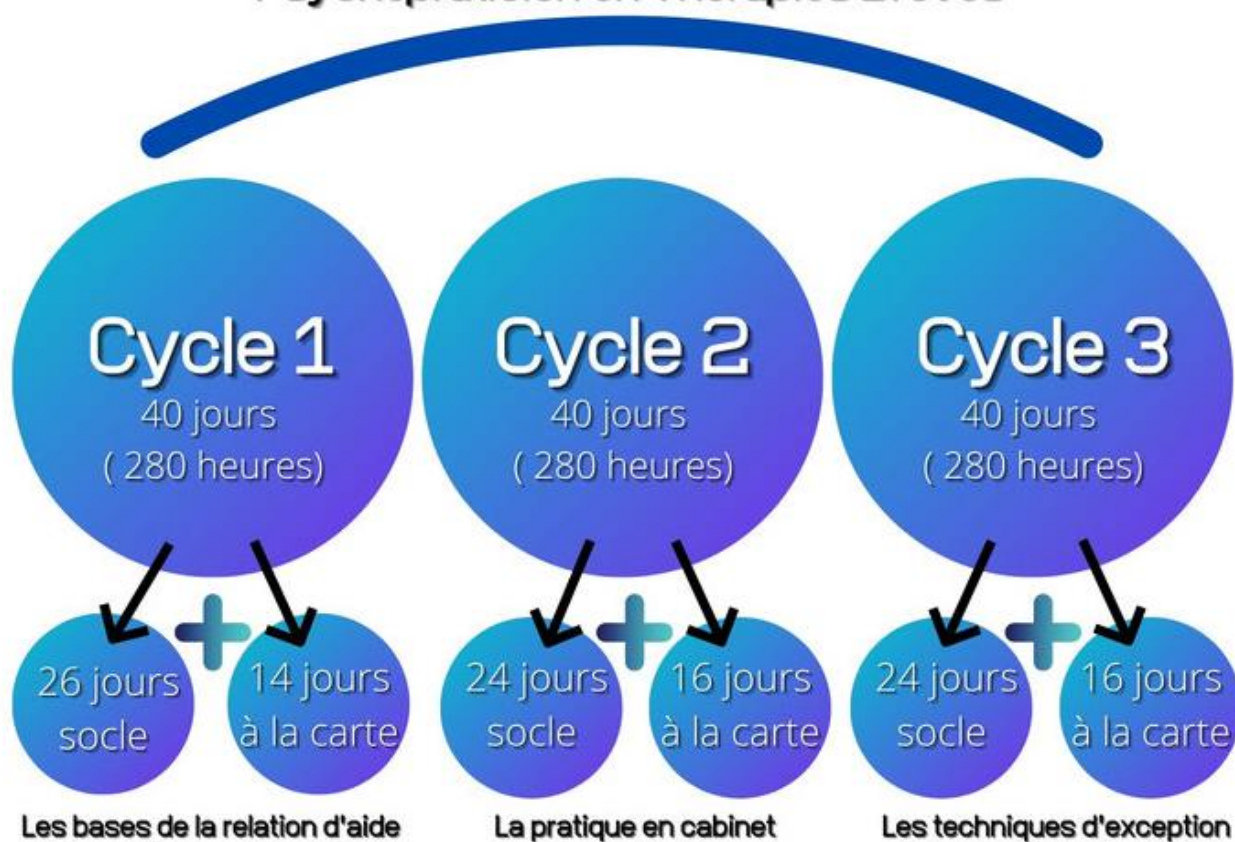 Cycle 1
40 jours
( 280 heures)
Cycle 2
40 jours
( 280 heures)
Cycle 3
40 jours
( 280 heures)
26 jours
socle
14 jours
à la carte
24 jours
socle
16 jours
à la carte
24 jours
socle
16 jours
à la carte
Les bases de la relation d'aide
La pratique en cabinet
Les techniques d'exception